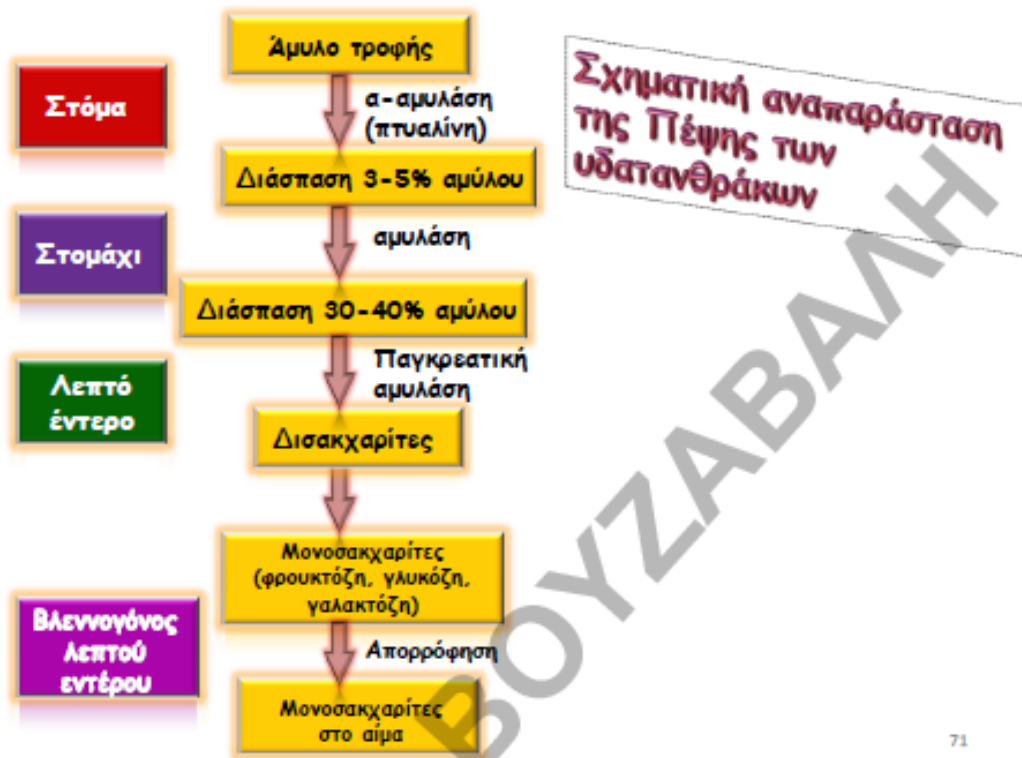 Άμυλο τροφής
Σχηματική αναπαράσταση
της Πέψης των
υδατανθράκων
Στόμα
α-αμυλάση
(πτυαλίνη)
Διάσπαση 3-5% αμύλου
Στομάχι
αμυλάση
Διάσπαση 30-40% αμύλου
Παγκρεατική
αμυλάση
Λεπτό
έντερο
Δισακχαρίτες
Μονοσακχαρίτες
(φρουκτόζη, γλυκόζη,
γαλακτόζη)
Βλεννογόνος
λεπτού
εντέρου
Απορρόφηση
Μονοσακχαρίτες
στο αίμα
ΒΟΥΖΑΒΑΛΗ
71